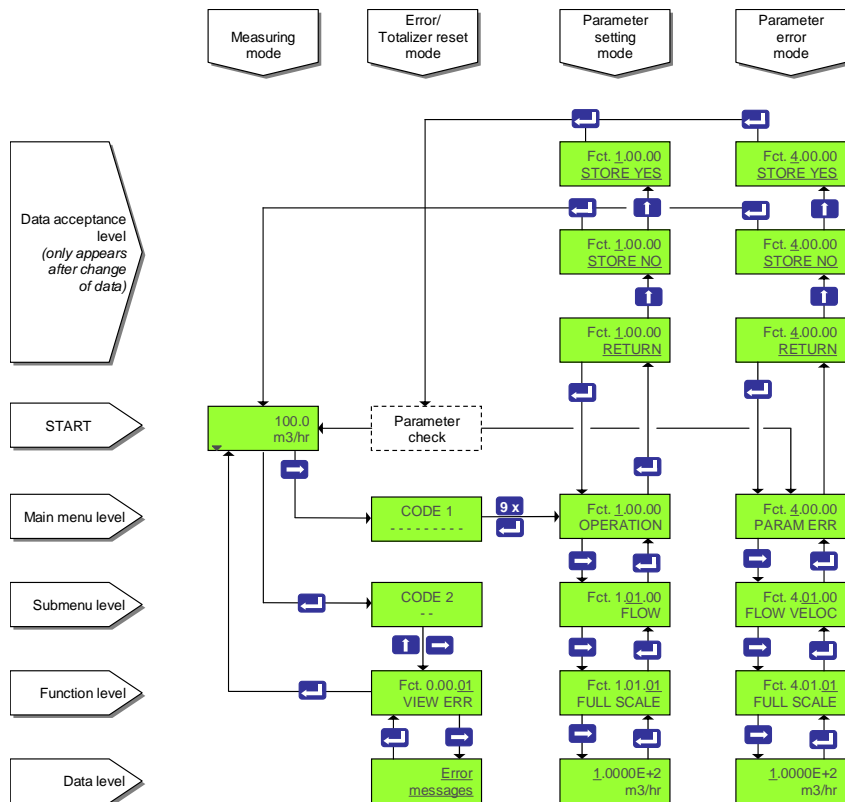 Measuring
mode
Error/
Totalizer reset
mode
Parameter
setting
mode
Parameter
error
mode
Data acceptance
level
(only appears
after change
of data)
Fct. 1.00.00
STORE YES
Fct. 4.00.00
STORE YES
Fct. 1.00.00
STORE NO
Fct. 4.00.00
STORE NO
Fct. 1.00.00
RETURN
Fct. 4.00.00
RETURN
START
100.0
m3/hr
Parameter
check
Main menu level
CODE 1
- - - - - - - - -
9 x
Fct. 1.00.00
OPERATION
Fct. 4.00.00
PARAM ERR
Submenu level
CODE 2
- -
Fct. 1.01.00
FLOW
Fct. 4.01.00
FLOW VELOC
Function level
Fct. 0.00.01
VIEW ERR
Fct. 1.01.01
FULL SCALE
Fct. 4.01.01
FULL SCALE
Data level
Error
messages
1.0000E+2
m3/hr
1.0000E+2
m3/hr